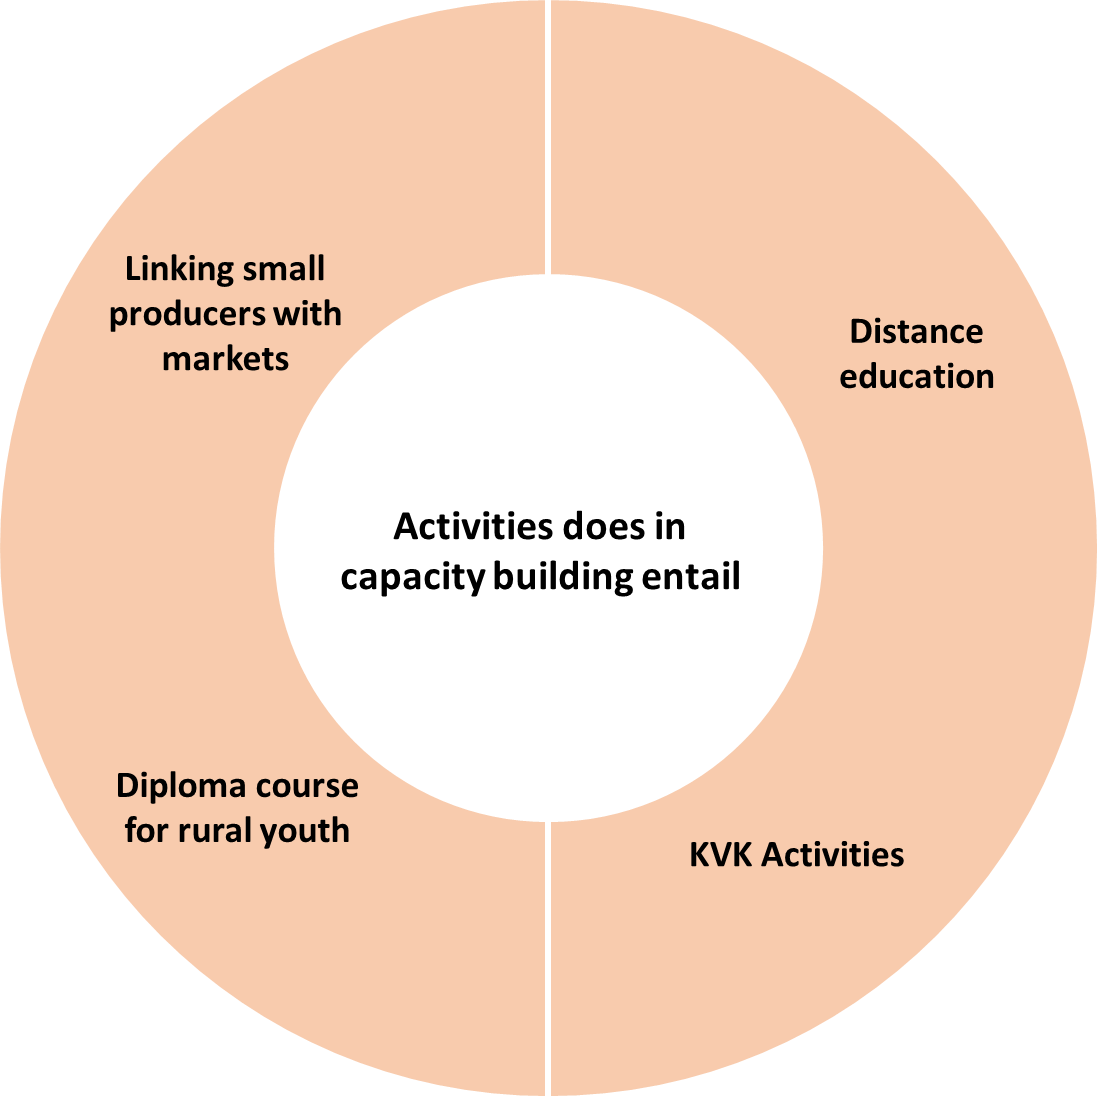 Linking small
producers with
markets
Distance
education
Activities does in
capacity building entail
Diploma course
for rural youth
KVK Activities